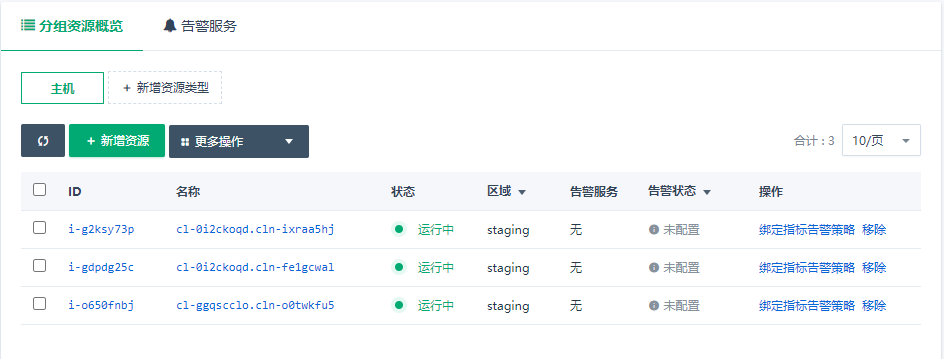 分组资源概览 告警服务
主机 + 新增资源类型
+ 新增资源 更多操作 合计 : 3 10/页
ID 名称 状态 区域 告警服务 告警状态 操作
i-g2ksy73p cl-0i2ckoqd.cln-ixraa5hj 运行中 staging 无 未配置 绑定指标告警策略 移除
i-gdpdg25c cl-0i2ckoqd.cln-fe1gcwal 运行中 staging 无 未配置 绑定指标告警策略 移除
i-o650fnbj cl-ggqscclo.cln-o0twkfu5 运行中 staging 无 未配置 绑定指标告警策略 移除